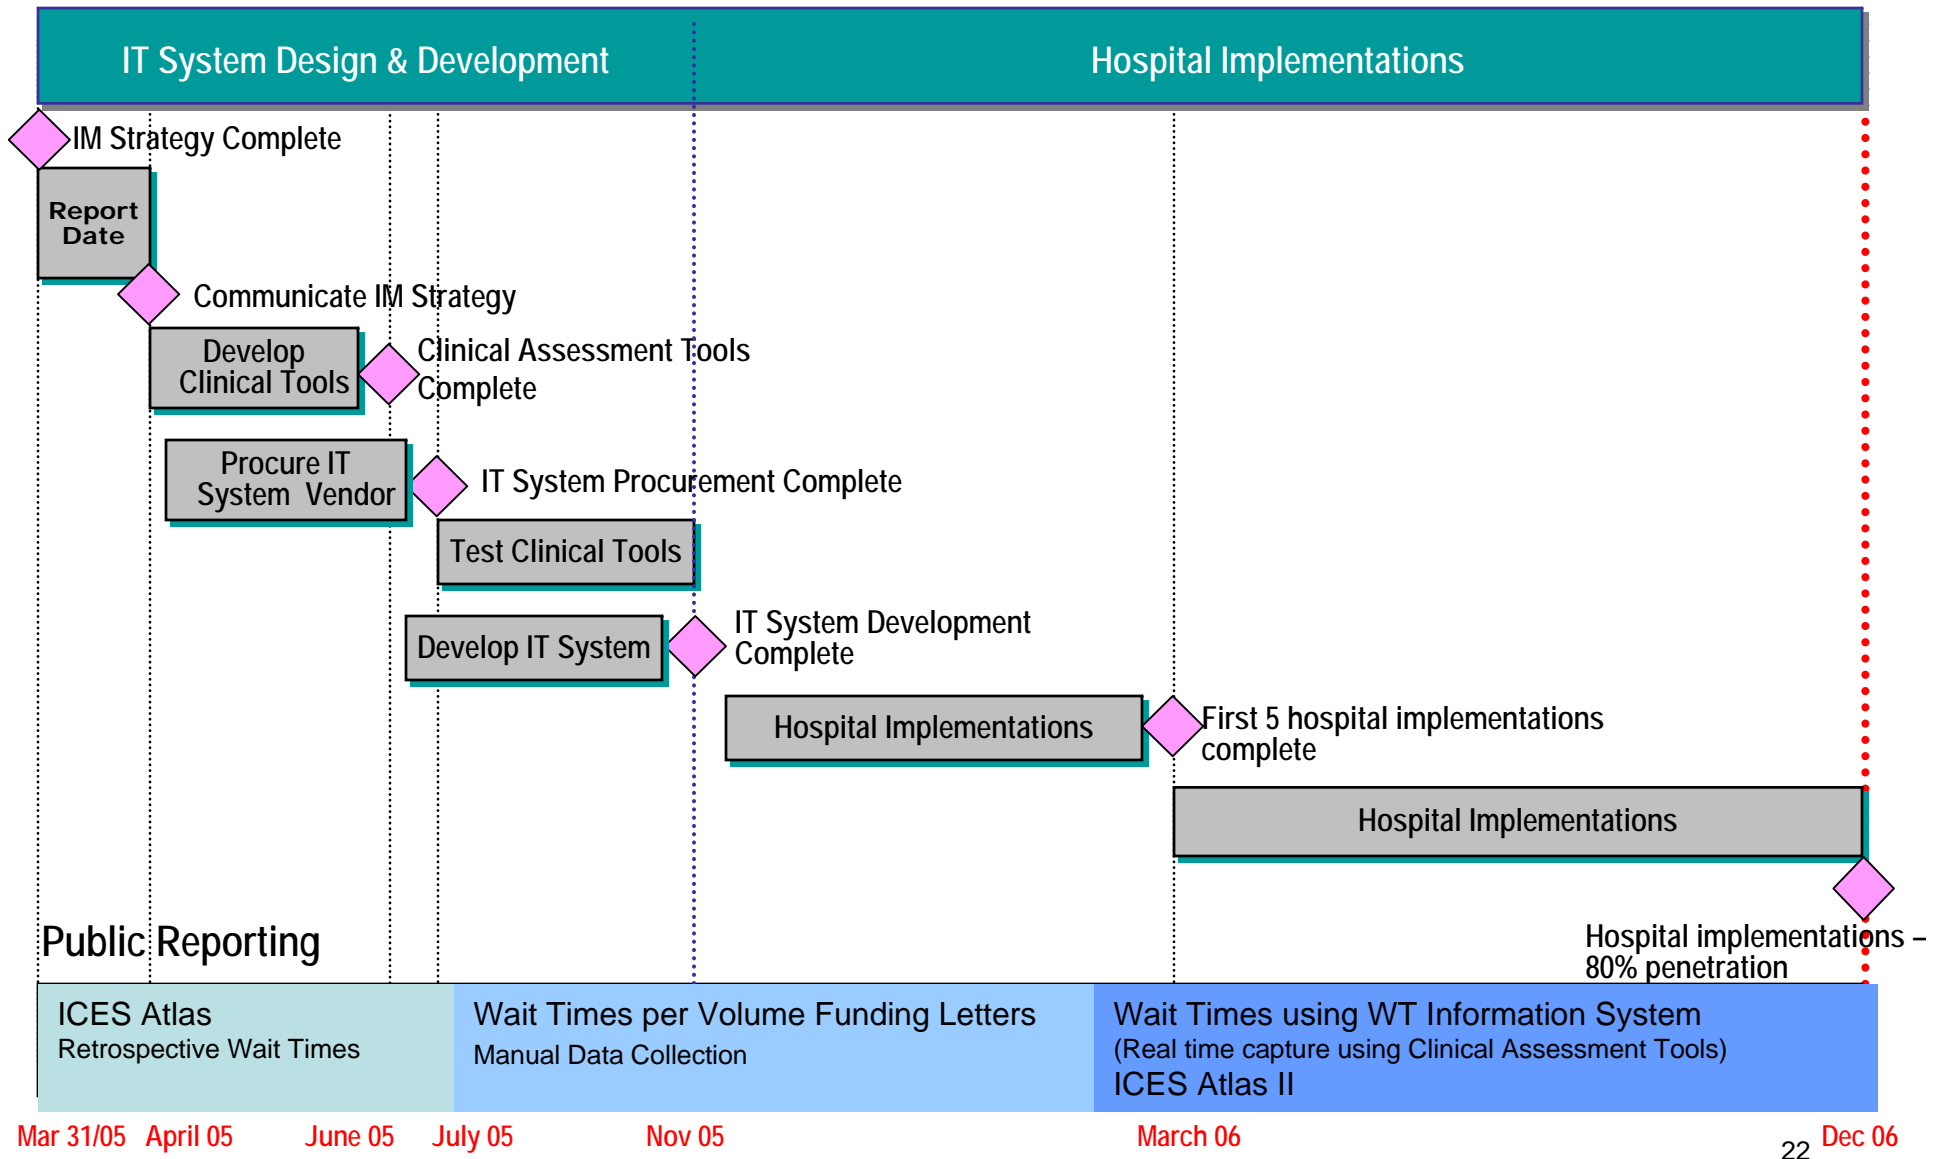 IT System Design & Development
Hospital Implementations
IM Strategy Complete
Report
Date
Communicate IM Strategy
Develop
Clinical Tools
Clinical Assessment Tools
Complete
Procure IT
System Vendor
IT System Procurement Complete
Test Clinical Tools
Develop IT System
IT System Development
Complete
Hospital Implementations
First 5 hospital implementations
complete
Hospital Implementations
Hospital implementations –
80% penetration
Public Reporting
ICES Atlas
Retrospective Wait Times
Wait Times per Volume Funding Letters
Manual Data Collection
Wait Times using WT Information System
(Real time capture using Clinical Assessment Tools)
ICES Atlas II
Mar 31/05
April 05
June 05
July 05
Nov 05
March 06
Dec 06
22